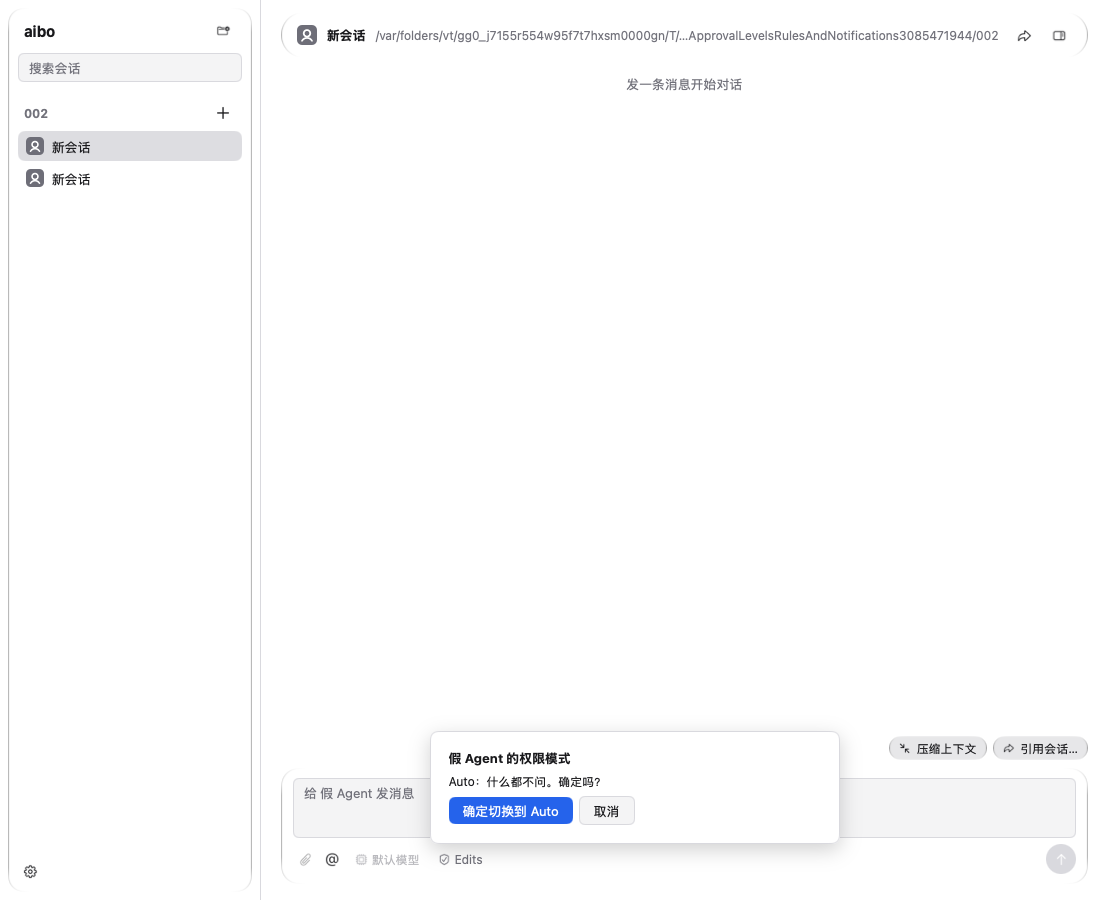 aibo
搜索会话
002
新会话
新会话
新会话 /var/folders/vt/gg0_j7155r554w95f7t7hxsm0000gn/T/...ApprovalLevelsRulesAndNotifications3085471944/002
发一条消息开始对话
压缩上下文
引用会话...
假 Agent 的权限模式
Auto：什么都不问。确定吗?
确定切换到 Auto
取消
给 假 Agent 发消息
@ 默认模型 Edits